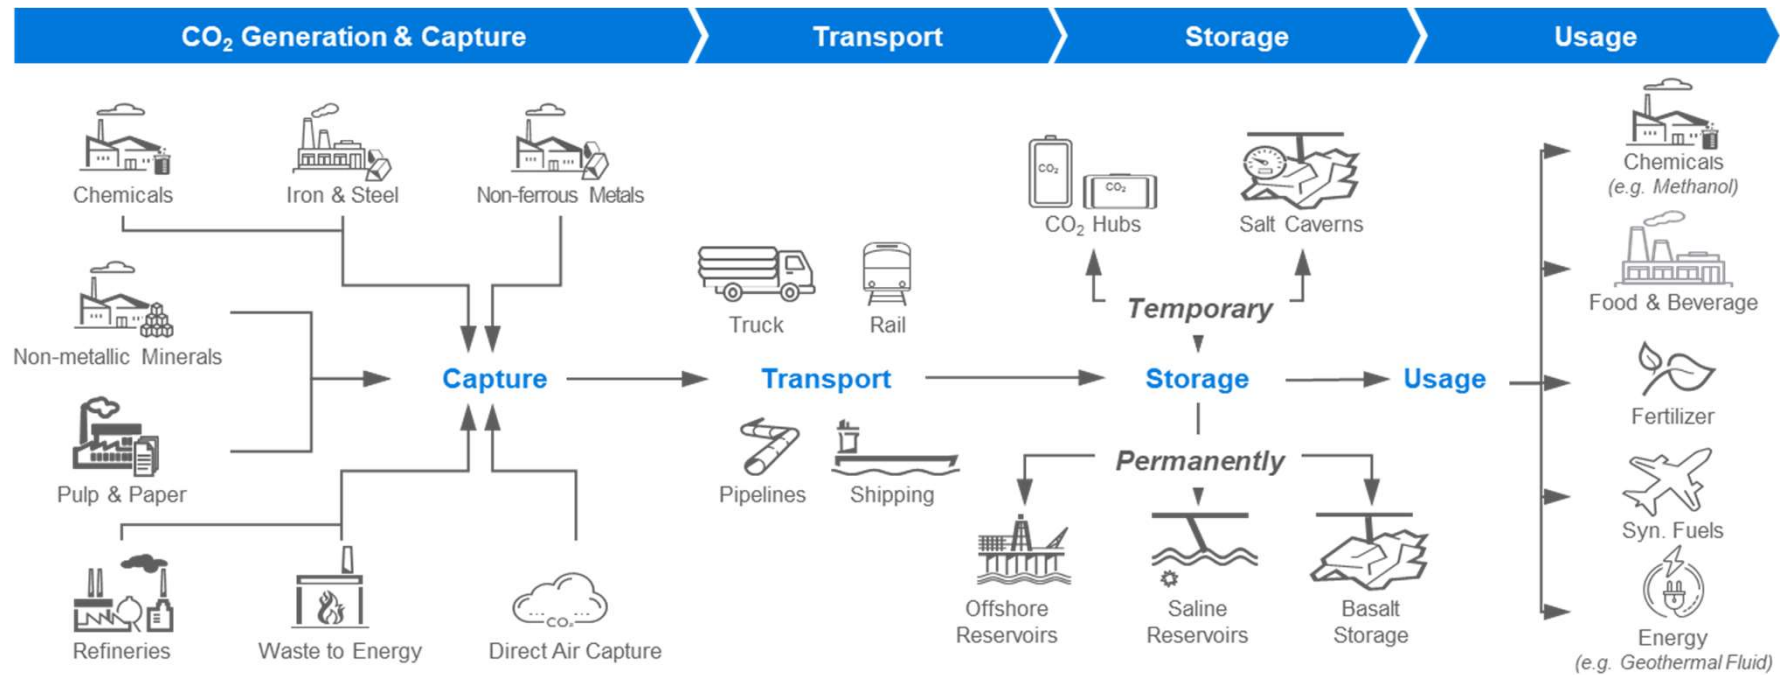 CO₂ Generation & Capture
Transport
Storage
Usage
Chemicals
Iron & Steel
Non-ferrous Metals
Non-metallic Minerals
Pulp & Paper
Refineries
Waste to Energy
CO₂
Direct Air Capture
Capture
Truck
Rail
Transport
Pipelines
Shipping
CO₂
CO₂
CO₂ Hubs
Salt Caverns
Temporary
Storage
Permanently
Offshore
Reservoirs
Saline
Reservoirs
Basalt
Storage
Usage
Chemicals
(e.g. Methanol)
Food & Beverage
Fertilizer
Syn. Fuels
Energy
(e.g. Geothermal Fluid)